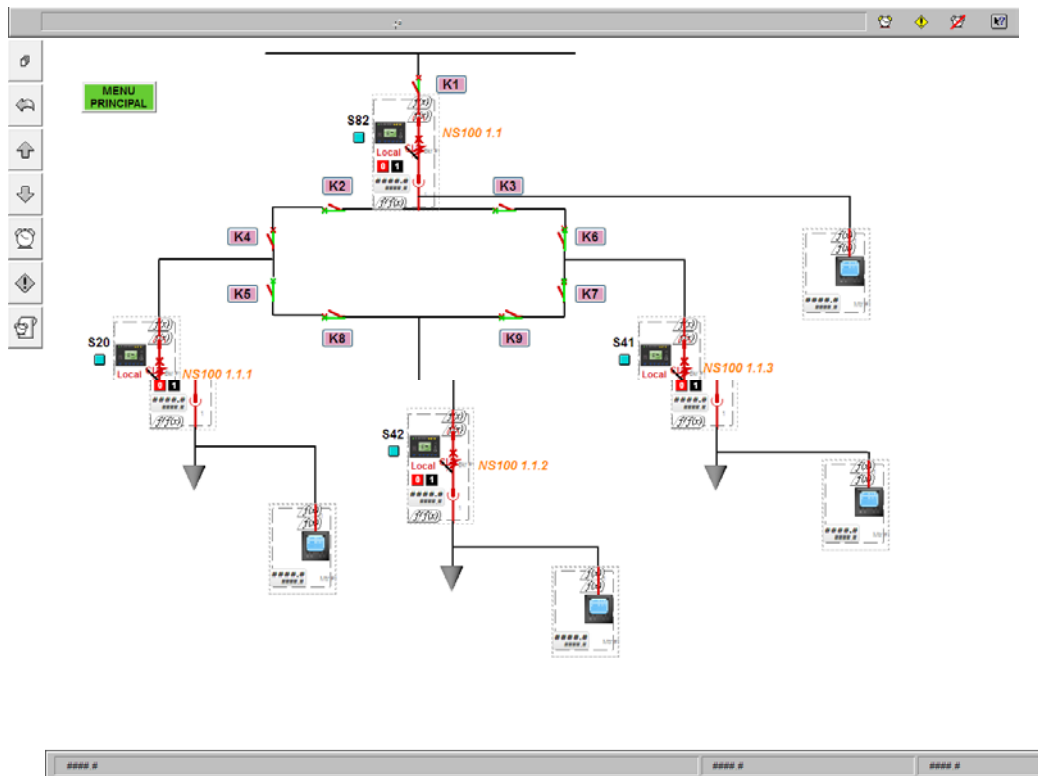 MENU
PRINCIPAL
K1
S82
NS100 1.1
Local
0 1
####.#
####.#
f(x)
K2
K3
K4
K6
K5
K7
K8
K9
####.#
####.#
S20
Local
NS100 1.1.1
0 1
####.#
####.#
f(x)
S41
Local
NS100 1.1.3
0 1
####.#
####.#
f(x)
S42
Local
NS100 1.1.2
0 1
####.#
####.#
f(x)
####.#
####.#
####.#
####.#
####.#
####.#
#### # #### # #### #